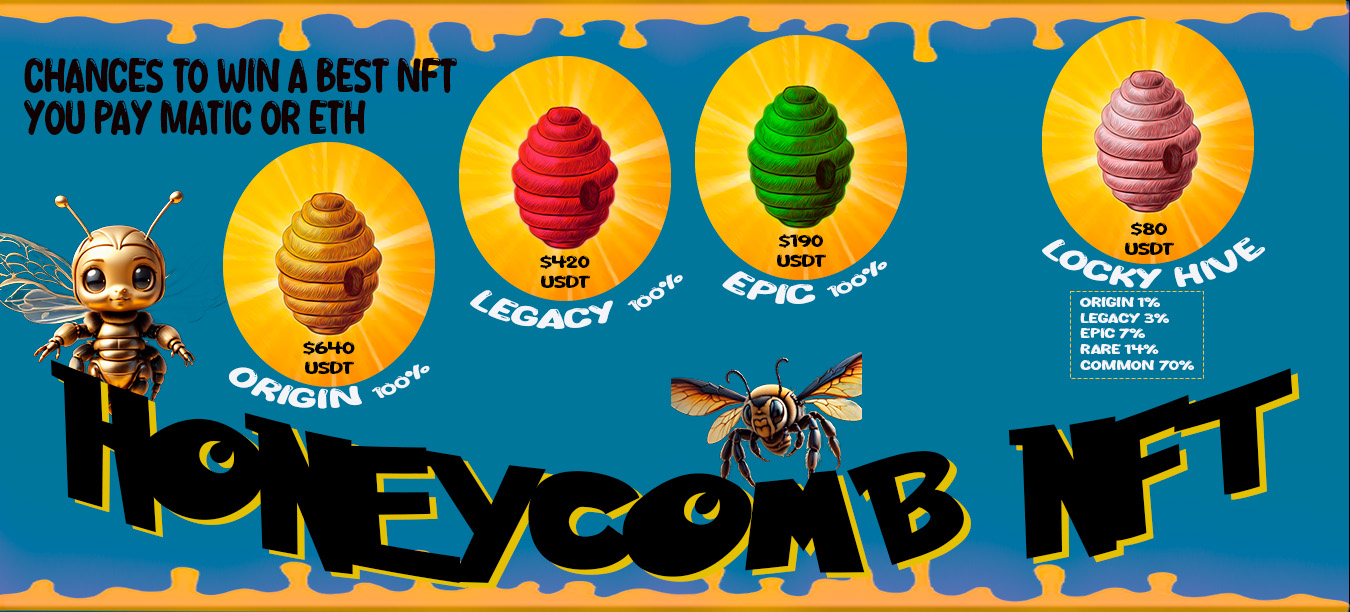 CHANCES TO WIN A BEST NFT
YOU PAY MATIC OR ETH
$640
USDT
ORIGIN 100%
$420
USDT
LEGACY 100%
$190
USDT
EPIC 100%
$80
USDT
LOCKY HIVE
ORIGIN 1%
LEGACY 3%
EPIC 7%
RARE 14%
COMMON 70%
HONEYCOMB NFT